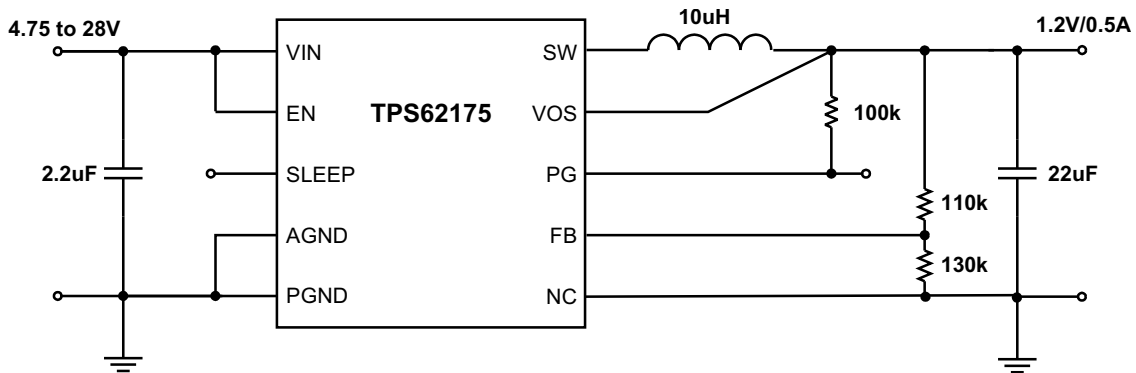 10uH
4.75 to 28V
1.2V/0.5A
VIN
SW
EN
TPS62175
VOS
100k
2.2uF
SLEEP
PG
22uF
110k
AGND
FB
130k
PGND
NC